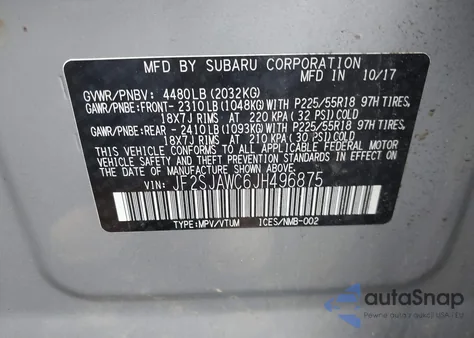 MFD BY SUBARU CORPORATION
MFD IN 10/17
GVWR/PNBV: 4480LB(2032KG)
GAWR/PNBE:FRONT- 2310LB(1048KG)WITH P225/55R18 97H TIRES,
18X7J RIMS AT 220 KPA(32 PSI)COLD
GAWR/PNBE:REAR - 2410LB(1093KG)WITH P225/55R18 97H TIRES,
18X7J RIMS AT 210 KPA(30 PSI)COLD
THIS VEHICLE CONFORMS TO ALL APPLICABLE FEDERAL MOTOR
VEHICLE SAFETY, BUMPER, AND THEFT PREVENTION STANDARDS
IN EFFECT ON THE DATE OF MANUFACTURE SHOWN ABOVE.
VIN: JF2SJAWC6JH496875
TYPE:MPV/VTUM ICES/NMB-002
autoSnap